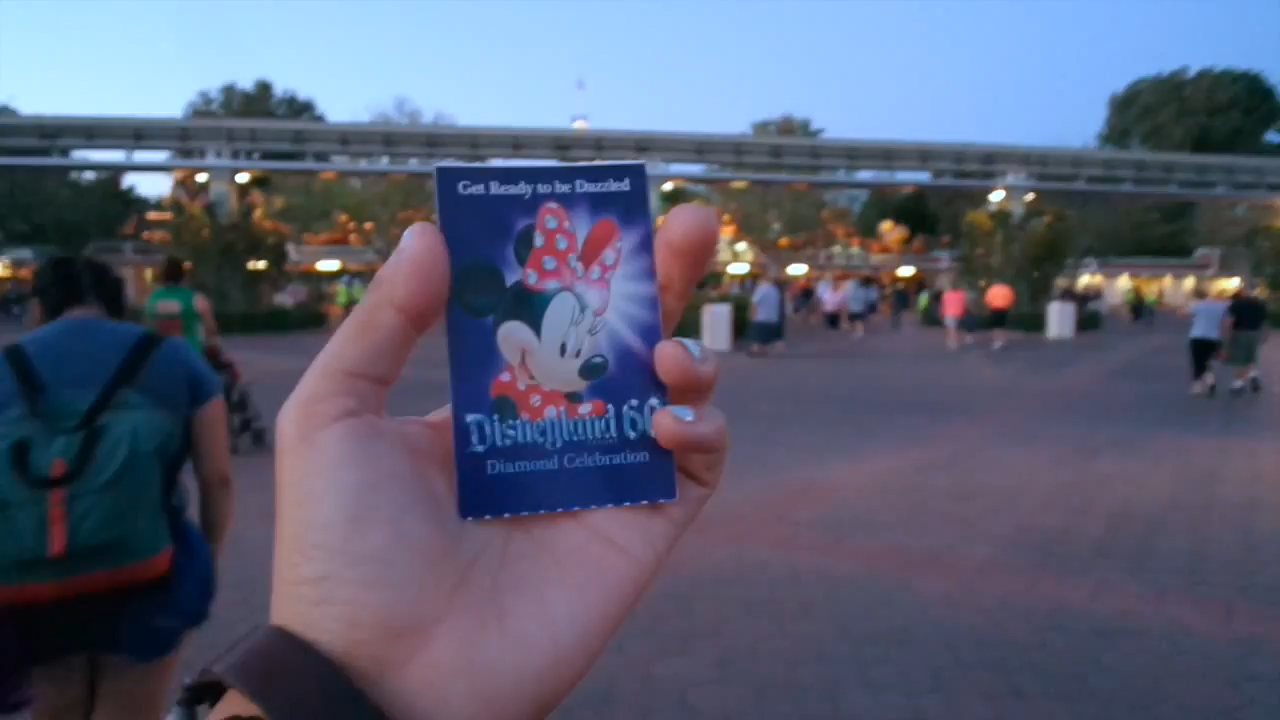 Get Ready to be Dazzled
Disneyland 60
Diamond Celebration